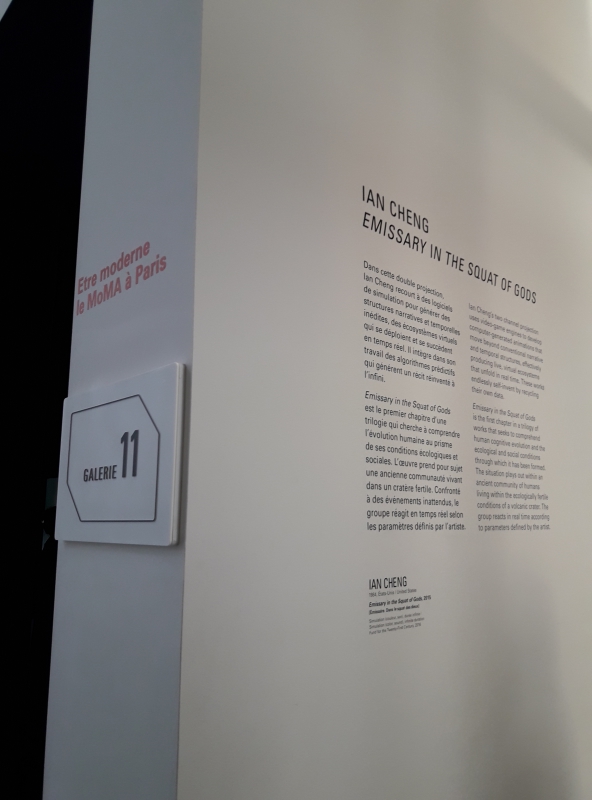 Etre moderne
le MoMA à Paris
GALERIE 11
IAN CHENG
EMISSARY IN THE SQUAT OF GODS
Dans cette double projection,
Ian Cheng recourt à des logiciels
de simulation pour générer des
structures narratives et temporelles
inédites, des écosystèmes virtuels
qui se déploient et se succèdent
en temps réel. Il intègre dans son
travail des algorithmes prédictifs
qui génèrent un récit réinventé à
l'infini.
Emissary in the Squat of Gods
est le premier chapitre d'une
trilogie qui cherche à comprendre
l'évolution humaine au prisme
de ses conditions écologiques et
sociales. L'œuvre prend pour sujet
une ancienne communauté vivant
dans un cratère fertile. Confronté
à des évènements inattendus, le
groupe réagit en temps réel selon
les paramètres définis par l'artiste.
Ian Cheng's two channel projection
uses video-game engines to develop
computer-generated animations that
move beyond conventional narrative
and temporal structures, effectively
producing live, virtual ecosystems
that unfold in real time. These works
endlessly self-invent by recycling
their own data.
Emissary in the Squat of Gods
is the first chapter in a trilogy of
works that seeks to comprehend
human cognitive evolution and the
ecological and social conditions
through which it has been formed.
The situation plays out within an
ancient community of humans
living within the ecologically fertile
conditions of a volcanic crater. The
group reacts in real time according
to parameters defined by the artist.
IAN CHENG
1984, États-Unis / United States
Emissary in the Squat of Gods, 2015